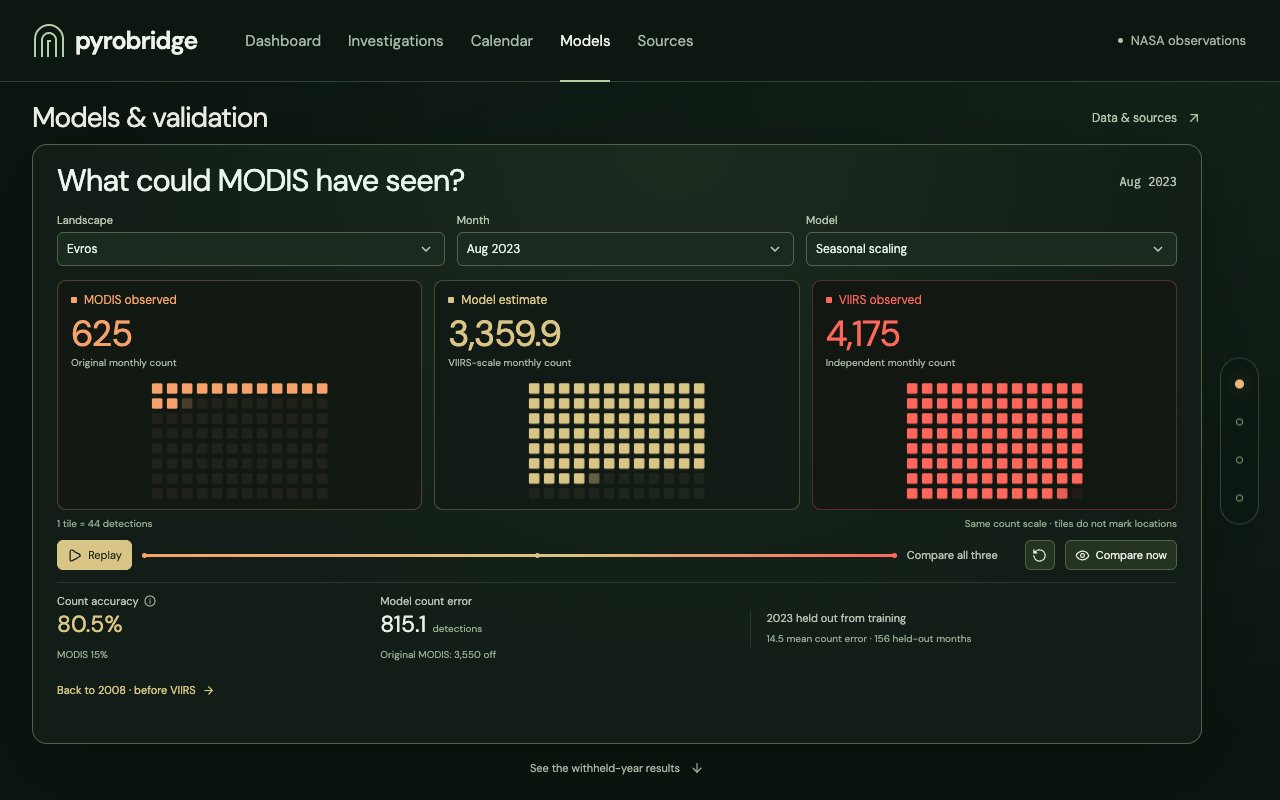 pyrobridge
Dashboard Investigations Calendar Models Sources
NASA observations
Models & validation
Data & sources
What could MODIS have seen?
Aug 2023
Landscape
Evros
Month
Aug 2023
Model
Seasonal scaling
MODIS observed
625
Original monthly count
Model estimate
3,359.9
VIIRS-scale monthly count
VIIRS observed
4,175
Independent monthly count
1 tile = 44 detections
Same count scale · tiles do not mark locations
Replay
Compare all three
Compare now
Count accuracy
80.5%
MODIS 15%
Model count error
815.1 detections
Original MODIS: 3,550 off
2023 held out from training
14.5 mean count error · 156 held-out months
Back to 2008 · before VIIRS
See the withheld-year results